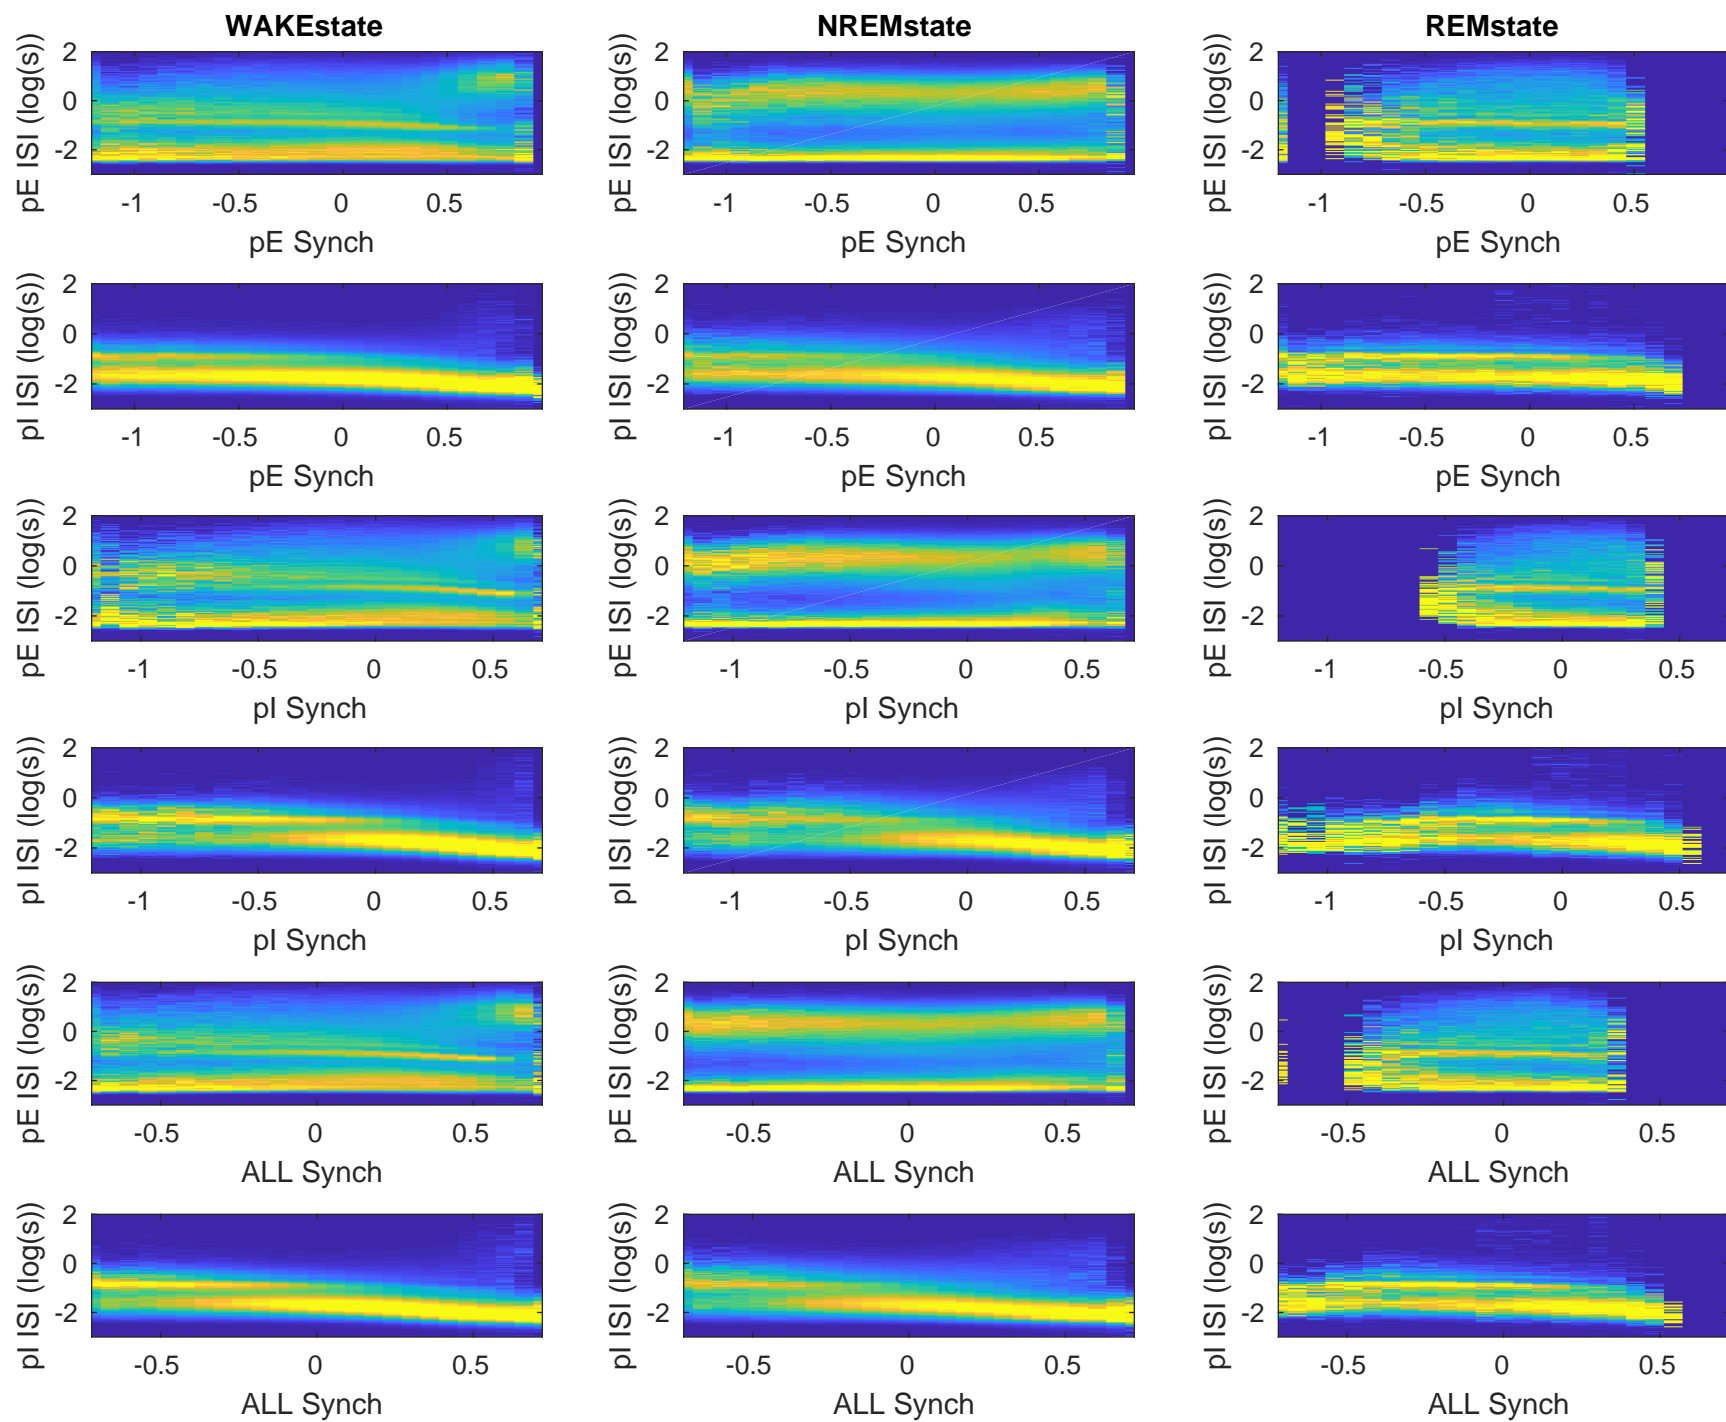 WAKEstate NREMstate REMstate
pE ISI (log(s)) 2 0 -2 pE ISI (log(s)) 2 0 -2 pE ISI (log(s)) 2 0 -2
-1 -0.5 0 0.5 -1 -0.5 0 0.5 -1 -0.5 0 0.5
pE Synch pE Synch pE Synch
pI ISI (log(s)) 2 0 -2 pI ISI (log(s)) 2 0 -2 pI ISI (log(s)) 2 0 -2
-1 -0.5 0 0.5 -1 -0.5 0 0.5 -1 -0.5 0 0.5
pE Synch pE Synch pE Synch
pE ISI (log(s)) 2 0 -2 pE ISI (log(s)) 2 0 -2 pE ISI (log(s)) 2 0 -2
-1 -0.5 0 0.5 -1 -0.5 0 0.5 -1 -0.5 0 0.5
pI Synch pI Synch pI Synch
pI ISI (log(s)) 2 0 -2 pI ISI (log(s)) 2 0 -2 pI ISI (log(s)) 2 0 -2
-1 -0.5 0 0.5 -1 -0.5 0 0.5 -1 -0.5 0 0.5
pI Synch pI Synch pI Synch
pE ISI (log(s)) 2 0 -2 pE ISI (log(s)) 2 0 -2 pE ISI (log(s)) 2 0 -2
-0.5 0 0.5 -0.5 0 0.5 -0.5 0 0.5
ALL Synch ALL Synch ALL Synch
pI ISI (log(s)) 2 0 -2 pI ISI (log(s)) 2 0 -2 pI ISI (log(s)) 2 0 -2
-0.5 0 0.5 -0.5 0 0.5 -0.5 0 0.5
ALL Synch ALL Synch ALL Synch